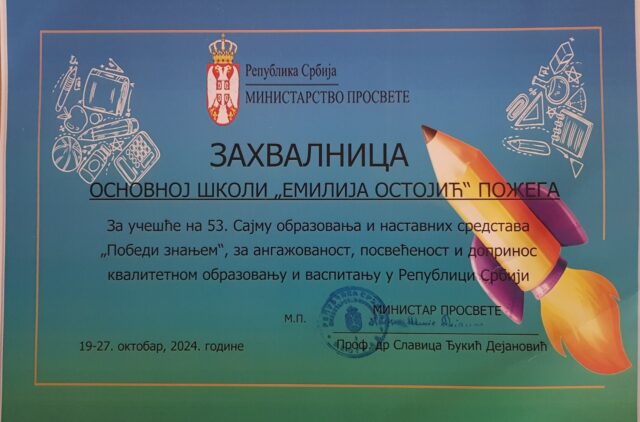 Република Србија
МИНИСТАРСТВО ПРОСВЕТЕ
ЗАХВАЛНИЦА
ОСНОВНОЈ ШКОЛИ „ЕМИЛИЈА ОСТОЈИЋ“ ПОЖЕГА
За учешће на 53. Сајму образовања и наставних средстава
„Победи знањем“, за ангажованост, посвећеност и допринос
квалитетном образовању и васпитању у Републици Србији
МИНИСТАР ПРОСВЕТЕ
М.П.
19-27. октобар, 2024. године
Проф. др Славица Ђукић Дејановић